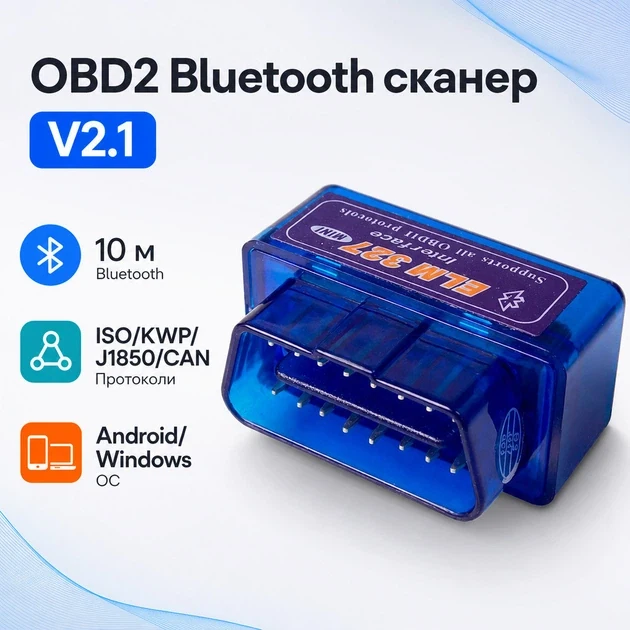 OBD2 Bluetooth сканер
V2.1
10 м
Bluetooth
ISO/KWP/
J1850/CAN
Протоколи
Android/
Windows
ОС
Supports all OBDII protocols
Interface MINI
ELM 327